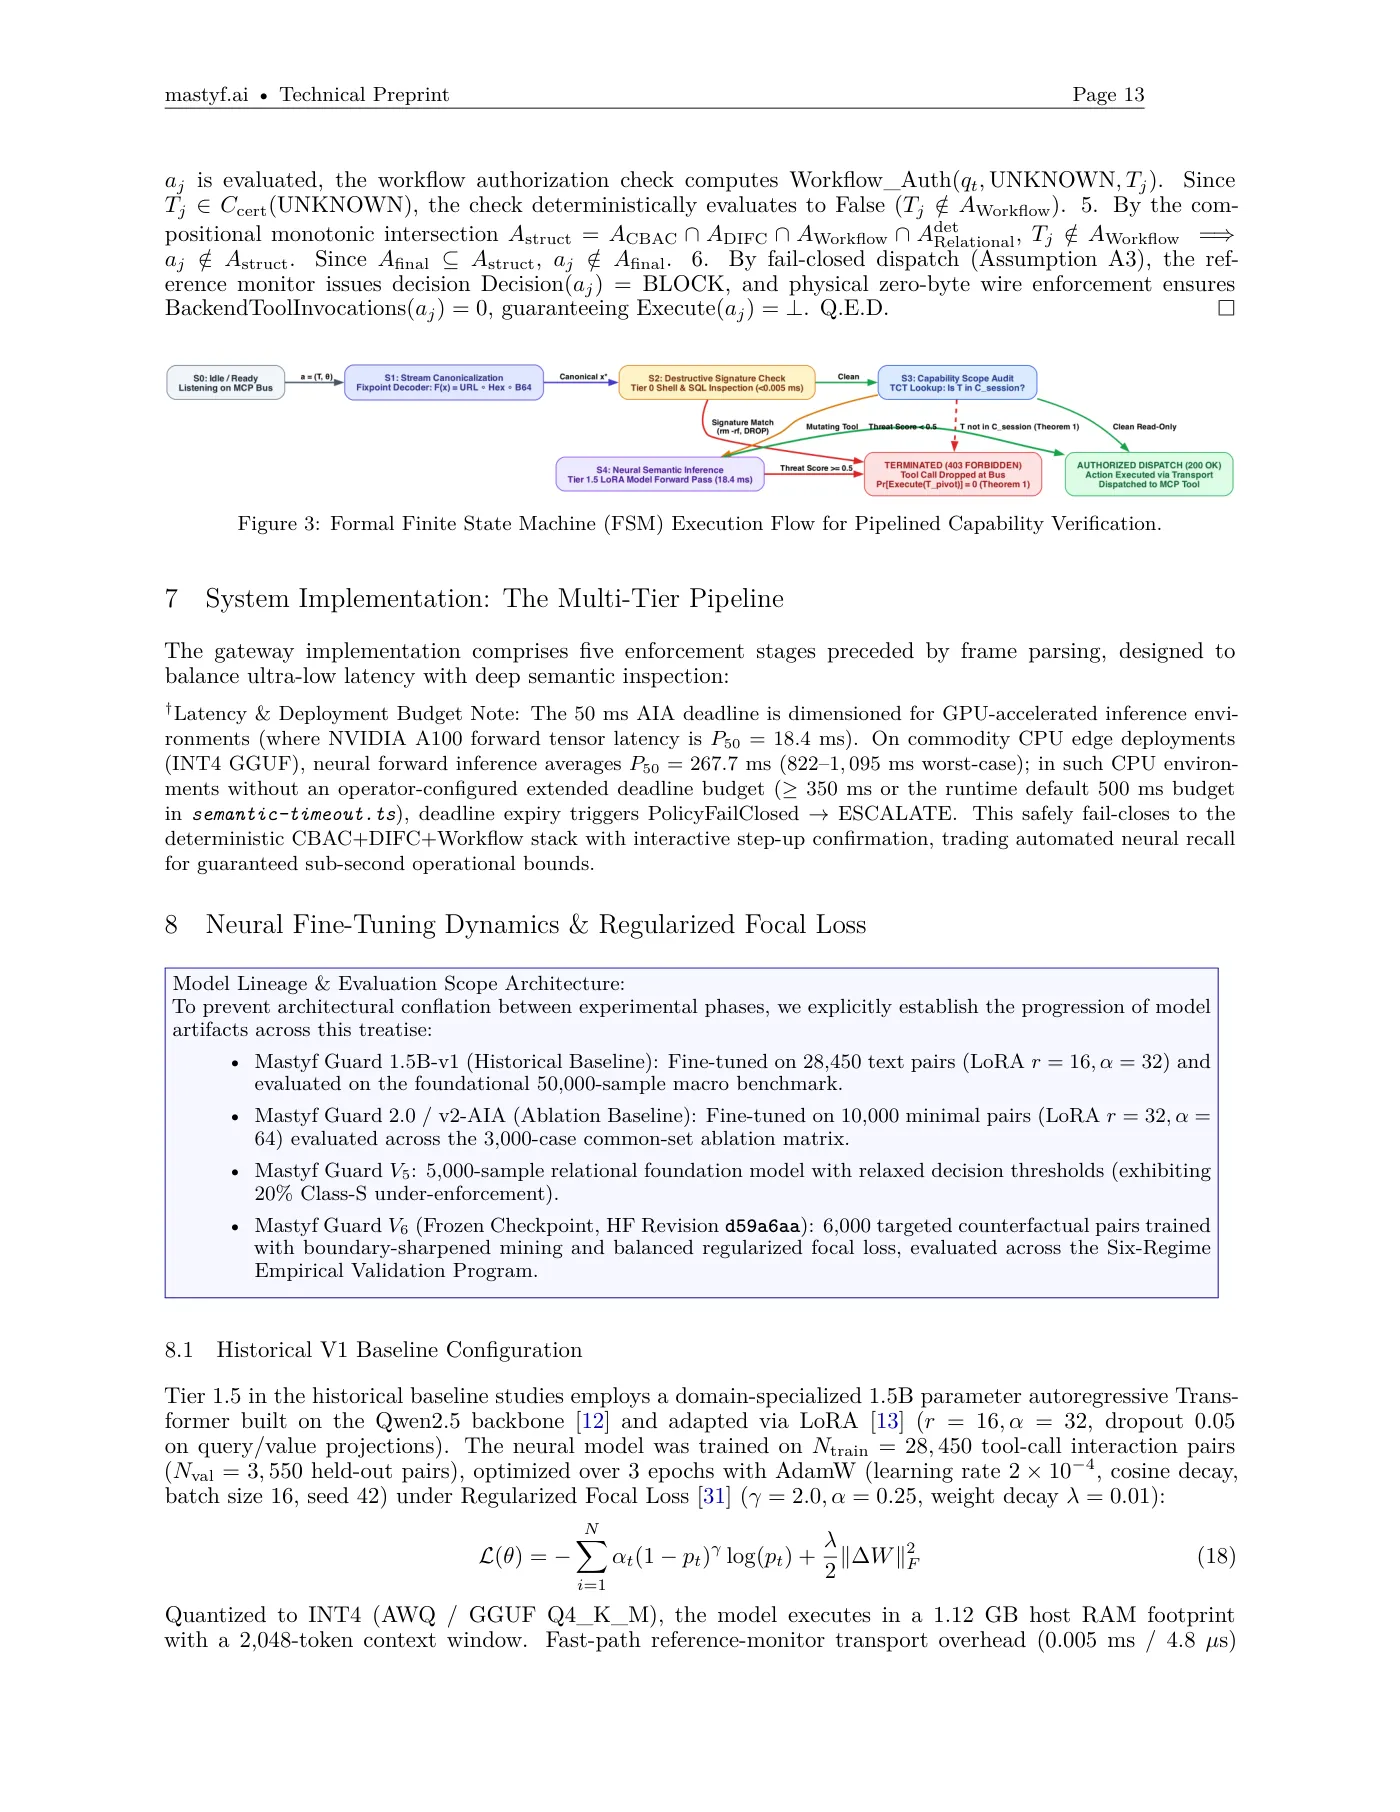 mastyf.ai • Technical Preprint Page 13
a_j is evaluated, the workflow authorization check computes Workflow_Auth(q_t, UNKNOWN, T_j). Since
T_j ∈ C_cert(UNKNOWN), the check deterministically evaluates to False (T_j ∉ A_Workflow). 5. By the com-
positional monotonic intersection A_struct = A_CBAC ∩ A_DIFC ∩ A_Workflow ∩ A^det_Relational, T_j ∉ A_Workflow ⟹
a_j ∉ A_struct. Since A_final ⊆ A_struct, a_j ∉ A_final. 6. By fail-closed dispatch (Assumption A3), the ref-
erence monitor issues decision Decision(a_j) = BLOCK, and physical zero-byte wire enforcement ensures
BackendToolInvocations(a_j) = 0, guaranteeing Execute(a_j) = ⊥. Q.E.D. □
S0: Idle / Ready
Listening on MCP Bus
a = (T, θ)
S1: Stream Canonicalization
Fixpoint Decoder: F(x) = URL ∘ Hex ∘ B64
Canonical x*
S2: Destructive Signature Check
Tier 0 Shell & SQL Inspection (<0.005 ms)
Clean
S3: Capability Scope Audit
TCT Lookup: Is T in C_session?
Signature Match
(rm -rf, DROP)
Mutating Tool
Threat Score < 0.5
T not in C_session (Theorem 1)
Clean Read-Only
S4: Neural Semantic Inference
Tier 1.5 LoRA Model Forward Pass (18.4 ms)
Threat Score >= 0.5
TERMINATED (403 FORBIDDEN)
Tool Call Dropped at Bus
Pr[Execute(T_pivot)] = 0 (Theorem 1)
AUTHORIZED DISPATCH (200 OK)
Action Executed via Transport
Dispatched to MCP Tool
Figure 3: Formal Finite State Machine (FSM) Execution Flow for Pipelined Capability Verification.
7 System Implementation: The Multi-Tier Pipeline
The gateway implementation comprises five enforcement stages preceded by frame parsing, designed to
balance ultra-low latency with deep semantic inspection:
†Latency & Deployment Budget Note: The 50 ms AIA deadline is dimensioned for GPU-accelerated inference envi-
ronments (where NVIDIA A100 forward tensor latency is P_50 = 18.4 ms). On commodity CPU edge deployments
(INT4 GGUF), neural forward inference averages P_50 = 267.7 ms (822–1,095 ms worst-case); in such CPU environ-
ments without an operator-configured extended deadline budget (≥ 350 ms or the runtime default 500 ms budget
in semantic-timeout.ts), deadline expiry triggers PolicyFailClosed → ESCALATE. This safely fail-closes to the
deterministic CBAC+DIFC+Workflow stack with interactive step-up confirmation, trading automated neural recall
for guaranteed sub-second operational bounds.
8 Neural Fine-Tuning Dynamics & Regularized Focal Loss
Model Lineage & Evaluation Scope Architecture:
To prevent architectural conflation between experimental phases, we explicitly establish the progression of model
artifacts across this treatise:
• Mastyf Guard 1.5B-v1 (Historical Baseline): Fine-tuned on 28,450 text pairs (LoRA r = 16, α = 32) and
evaluated on the foundational 50,000-sample macro benchmark.
• Mastyf Guard 2.0 / v2-AIA (Ablation Baseline): Fine-tuned on 10,000 minimal pairs (LoRA r = 32, α =
64) evaluated across the 3,000-case common-set ablation matrix.
• Mastyf Guard V_5: 5,000-sample relational foundation model with relaxed decision thresholds (exhibiting
20% Class-S under-enforcement).
• Mastyf Guard V_6 (Frozen Checkpoint, HF Revision d59a6aa): 6,000 targeted counterfactual pairs trained
with boundary-sharpened mining and balanced regularized focal loss, evaluated across the Six-Regime
Empirical Validation Program.
8.1 Historical V1 Baseline Configuration
Tier 1.5 in the historical baseline studies employs a domain-specialized 1.5B parameter autoregressive Trans-
former built on the Qwen2.5 backbone [12] and adapted via LoRA [13] (r = 16, α = 32, dropout 0.05
on query/value projections). The neural model was trained on N_train = 28,450 tool-call interaction pairs
(N_val = 3,550 held-out pairs), optimized over 3 epochs with AdamW (learning rate 2 × 10^−4, cosine decay,
batch size 16, seed 42) under Regularized Focal Loss [31] (γ = 2.0, α = 0.25, weight decay λ = 0.01):
ℒ(θ) = − ∑_{i=1}^{N} α_t(1 − p_t)^γ log(p_t) + λ/2 ‖ΔW‖²_F (18)
Quantized to INT4 (AWQ / GGUF Q4_K_M), the model executes in a 1.12 GB host RAM footprint
with a 2,048-token context window. Fast-path reference-monitor transport overhead (0.005 ms / 4.8 μs)